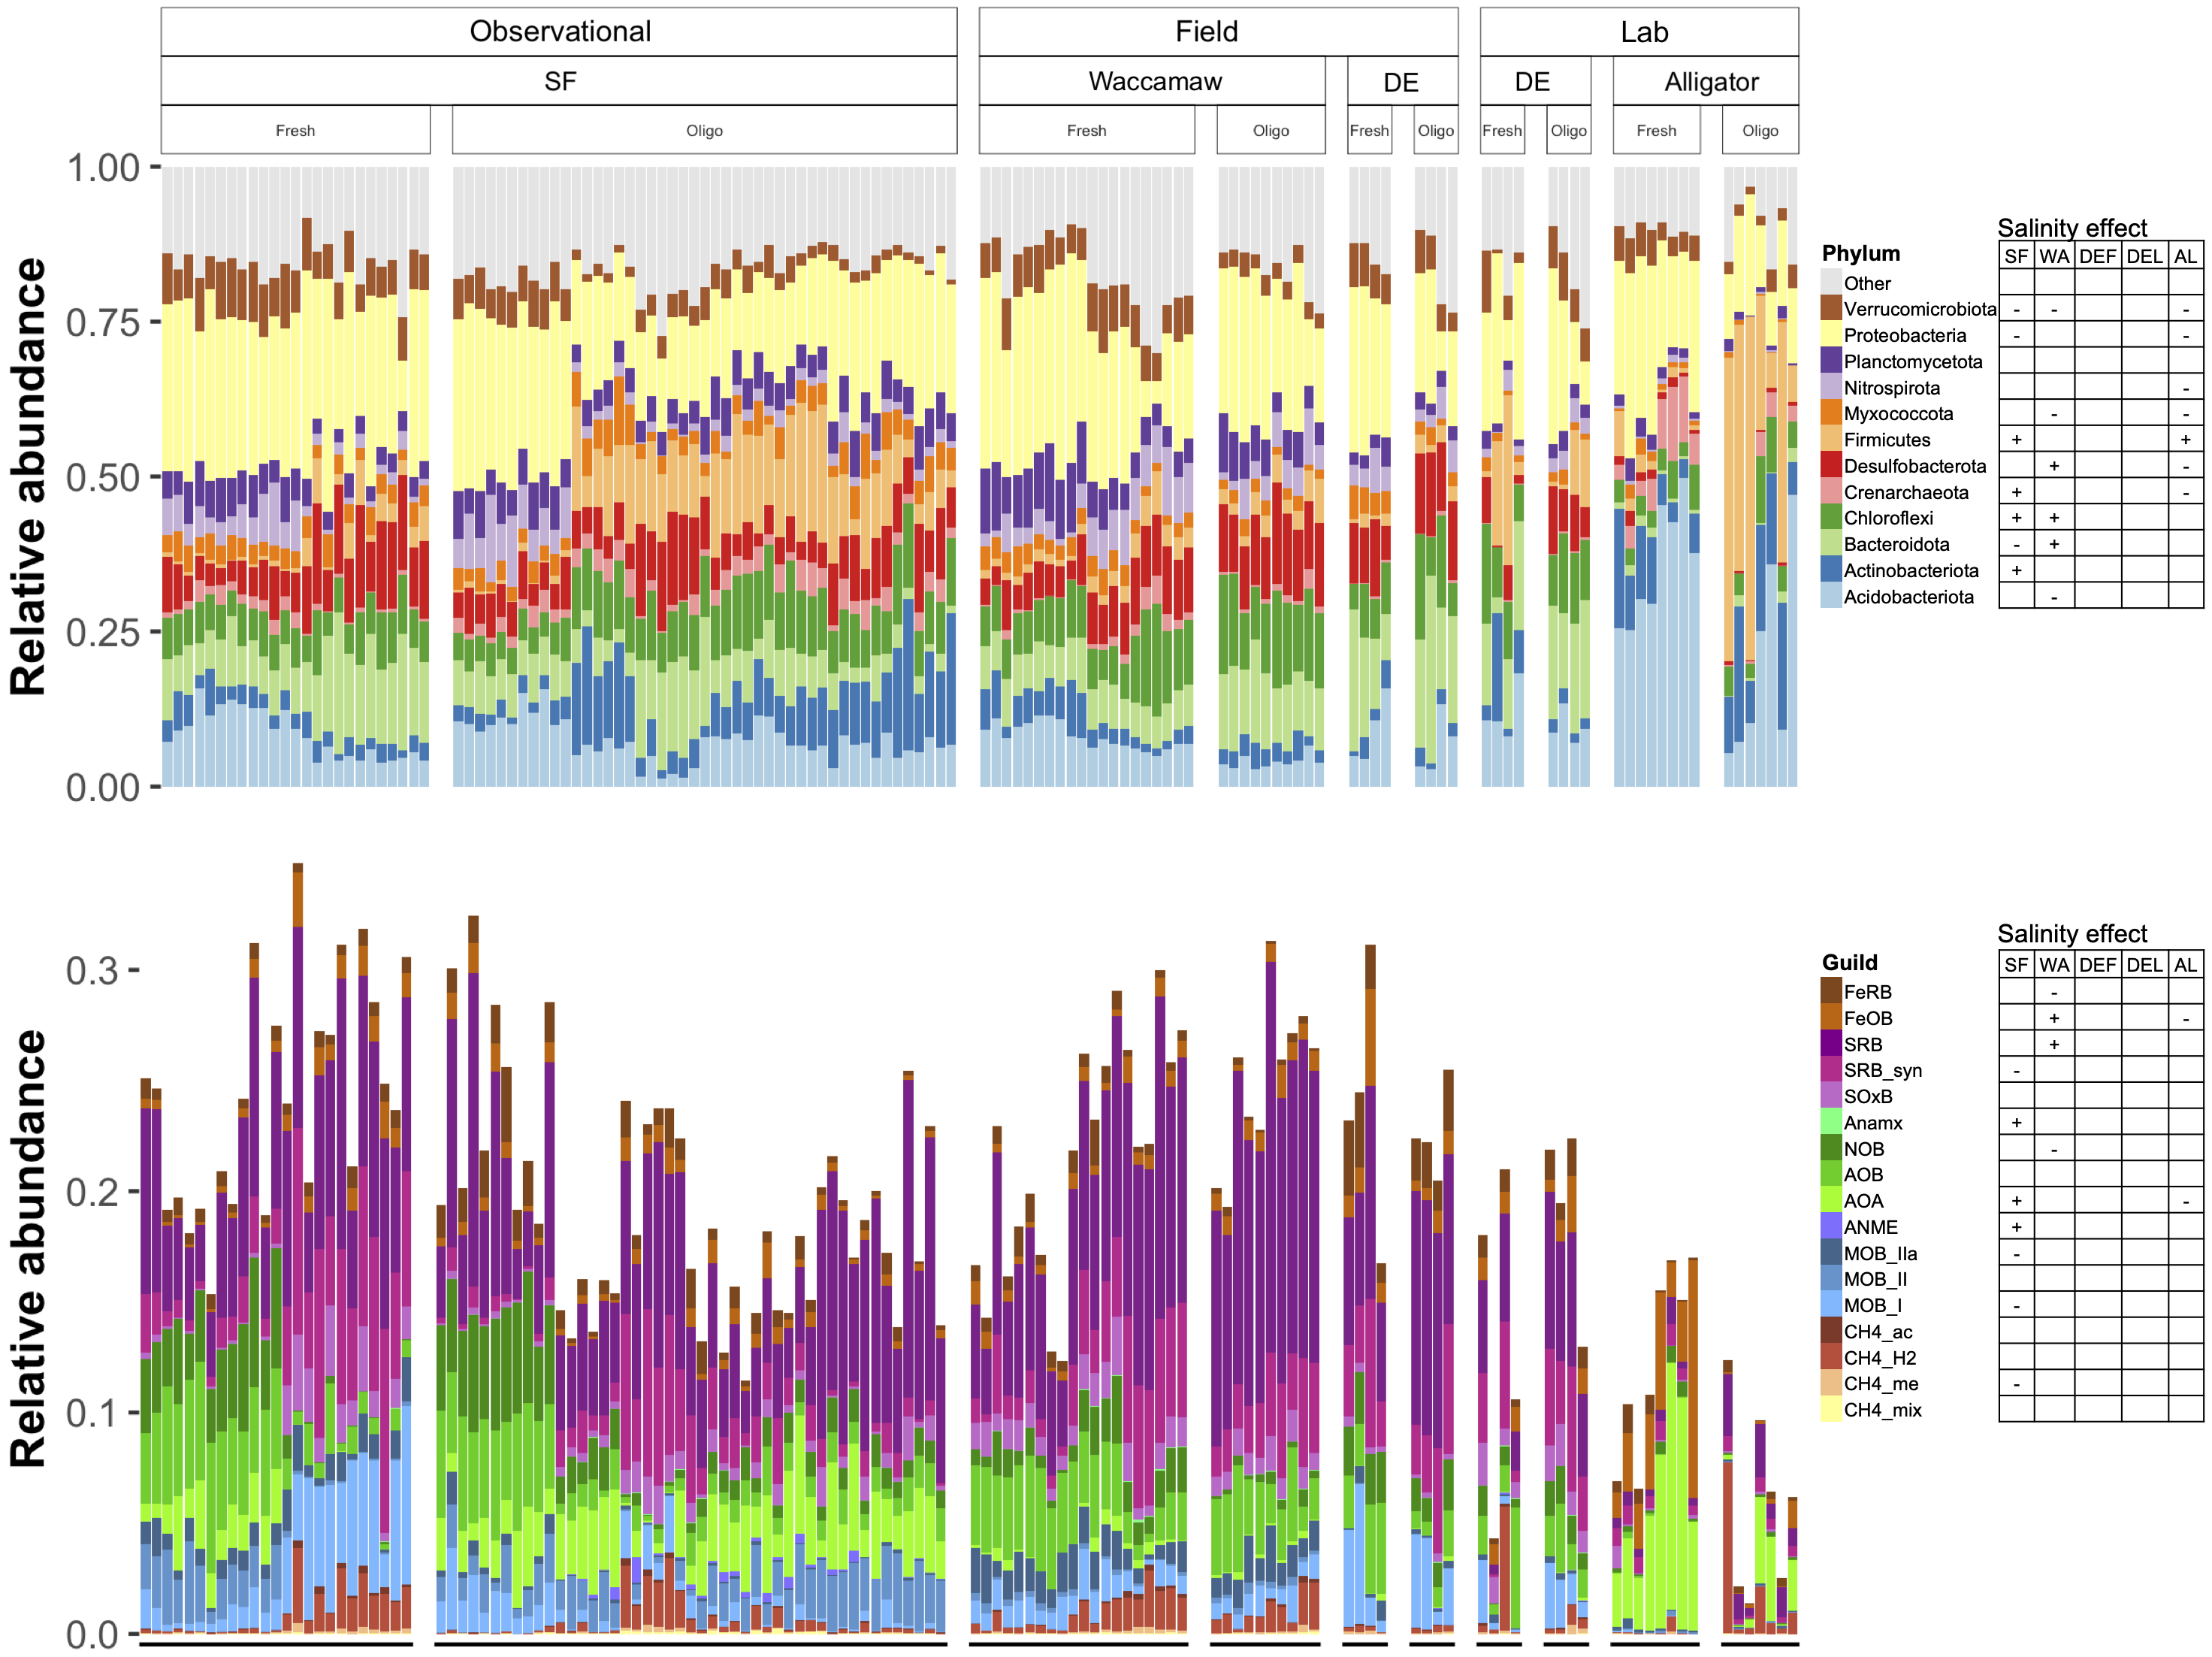 Observational Field Lab
SF Waccamaw DE DE Alligator
Fresh Oligo Fresh Oligo Fresh Oligo Fresh Oligo Fresh Oligo
Relative abundance
1.00
0.75
0.50
0.25
0.00
Phylum
Other
Verrucomicrobiota
Proteobacteria
Planctomycetota
Nitrospirota
Myxococcota
Firmicutes
Desulfobacterota
Crenarchaeota
Chloroflexi
Bacteroidota
Actinobacteriota
Acidobacteriota
Salinity effect
SF WA DEF DEL AL
- - -
- -
-
- -
+ +
+ -
+ -
+ +
- +
+
-
Relative abundance
0.3
0.2
0.1
0.0
Guild
FeRB
FeOB
SRB
SRB_syn
SOxB
Anamx
NOB
AOB
AOA
ANME
MOB_IIa
MOB_II
MOB_I
CH4_ac
CH4_H2
CH4_me
CH4_mix
Salinity effect
SF WA DEF DEL AL
-
+ -
+
-
+
-
+ -
+
-
-
-